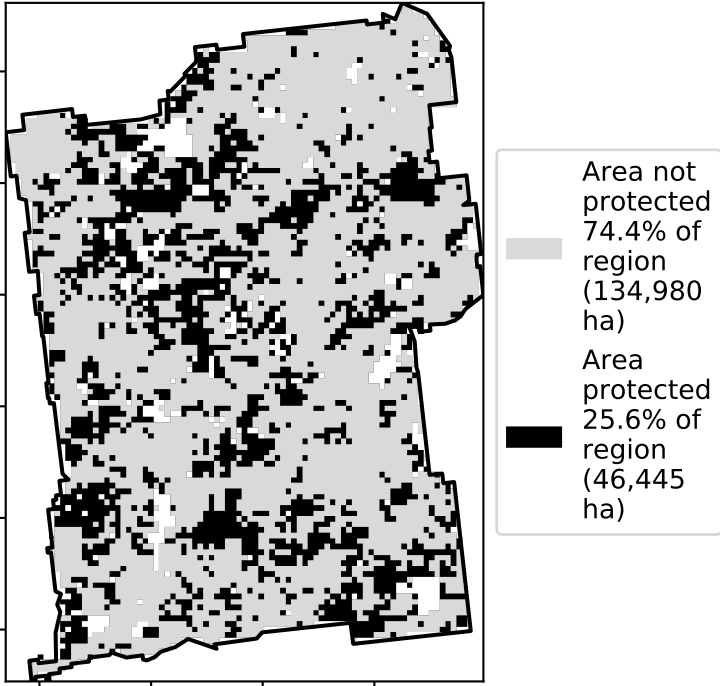 Area not
protected
74.4% of
region
(134,980
ha)
Area
protected
25.6% of
region
(46,445
ha)